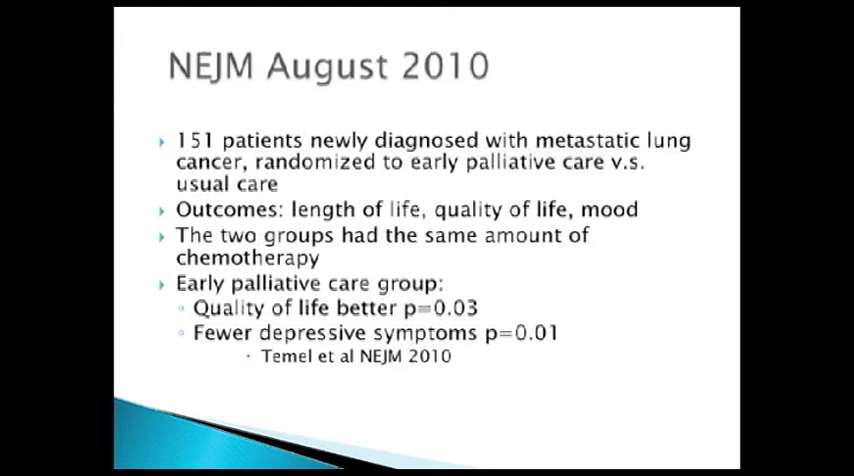 NEJM August 2010
151 patients newly diagnosed with metastatic lung
cancer, randomized to early palliative care v.s.
usual care
Outcomes: length of life, quality of life, mood
The two groups had the same amount of
chemotherapy
Early palliative care group:
Quality of life better p=0.03
Fewer depressive symptoms p=0.01
Temel et al NEJM 2010